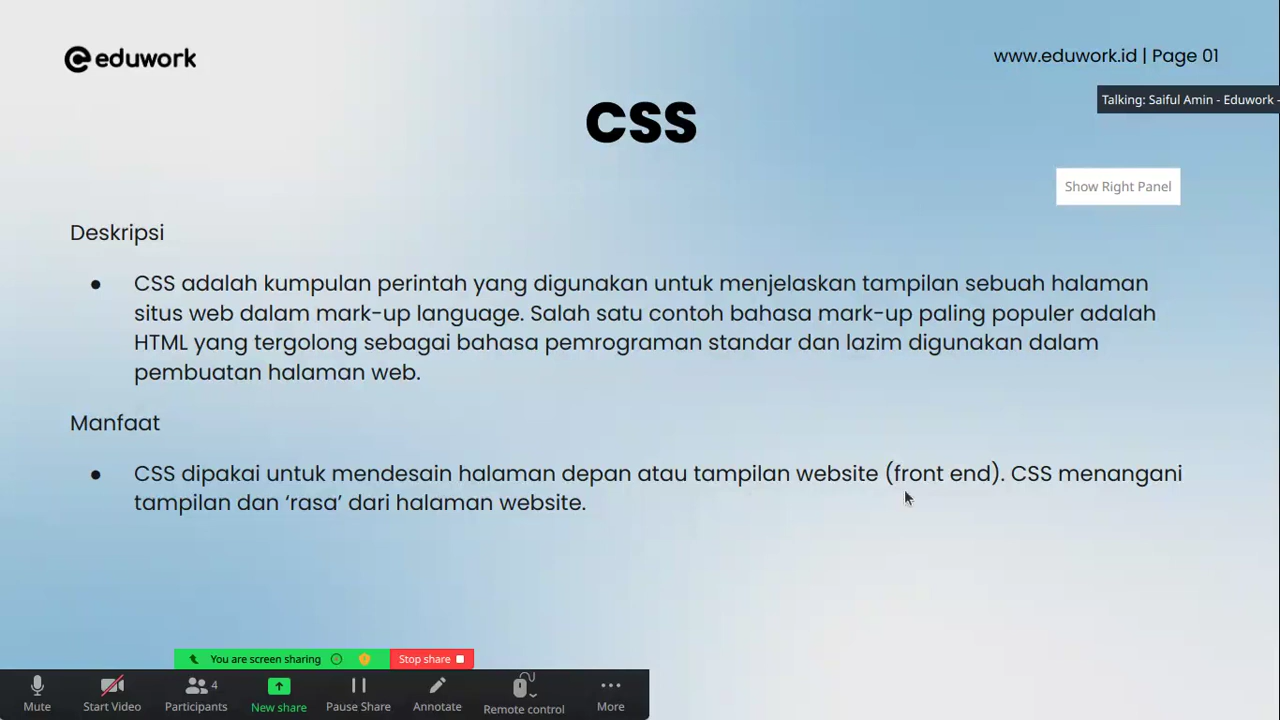 eduwork
www.eduwork.id | Page 01
Talking: Saiful Amin - Eduwork -
CSS
Show Right Panel
Deskripsi
● CSS adalah kumpulan perintah yang digunakan untuk menjelaskan tampilan sebuah halaman
situs web dalam mark-up language. Salah satu contoh bahasa mark-up paling populer adalah
HTML yang tergolong sebagai bahasa pemrograman standar dan lazim digunakan dalam
pembuatan halaman web.
Manfaat
● CSS dipakai untuk mendesain halaman depan atau tampilan website (front end). CSS menangani
tampilan dan ‘rasa’ dari halaman website.
You are screen sharing
Stop share
4
Mute
Start Video
Participants
New share
Pause Share
Annotate
Remote control
More